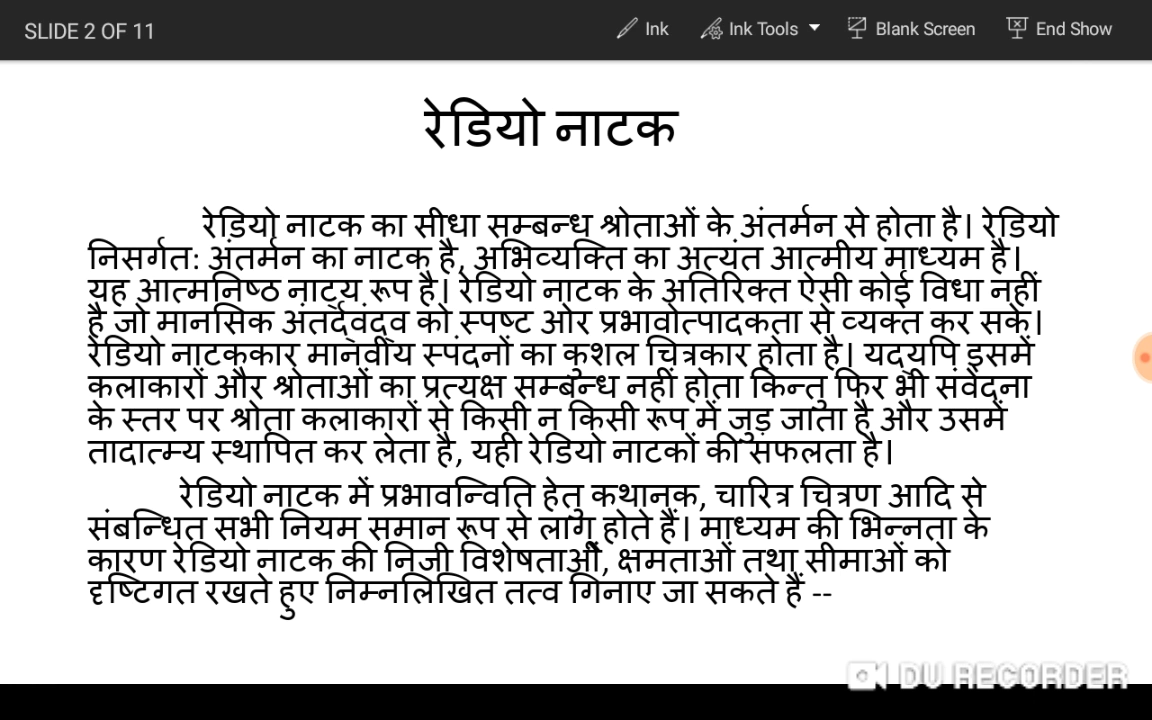 SLIDE 2 OF 11
Ink Ink Tools Blank Screen End Show
रेडियो नाटक
रेडियो नाटक का सीधा सम्बन्ध श्रोताओं के अंतर्मन से होता है। रेडियो
निसर्गत: अंतर्मन का नाटक है, अभिव्यक्ति का अत्यंत आत्मीय माध्यम है।
यह आत्मनिष्ठ नाट्य रूप है। रेडियो नाटक के अतिरिक्त ऐसी कोई विधा नहीं
है जो मानसिक अंतर्द्वंद्व को स्पष्ट ओर प्रभावोत्पादकता से व्यक्त कर सके।
रेडियो नाटककार मानवीय स्पंदनों का कुशल चित्रकार होता है। यद्यपि इसमें
कलाकारों और श्रोताओं का प्रत्यक्ष सम्बन्ध नहीं होता किन्तु फिर भी संवेदना
के स्तर पर श्रोता कलाकारों से किसी न किसी रूप में जुड़ जाता है और उसमें
तादात्म्य स्थापित कर लेता है, यही रेडियो नाटकों की सफलता है।
रेडियो नाटक में प्रभावन्विति हेतु कथानक, चारित्र चित्रण आदि से
संबन्धित सभी नियम समान रूप से लागू होते हैं। माध्यम की भिन्नता के
कारण रेडियो नाटक की निजी विशेषताओं, क्षमताओं तथा सीमाओं को
दृष्टिगत रखते हुए निम्नलिखित तत्व गिनाए जा सकते हैं --
DU RECORDER